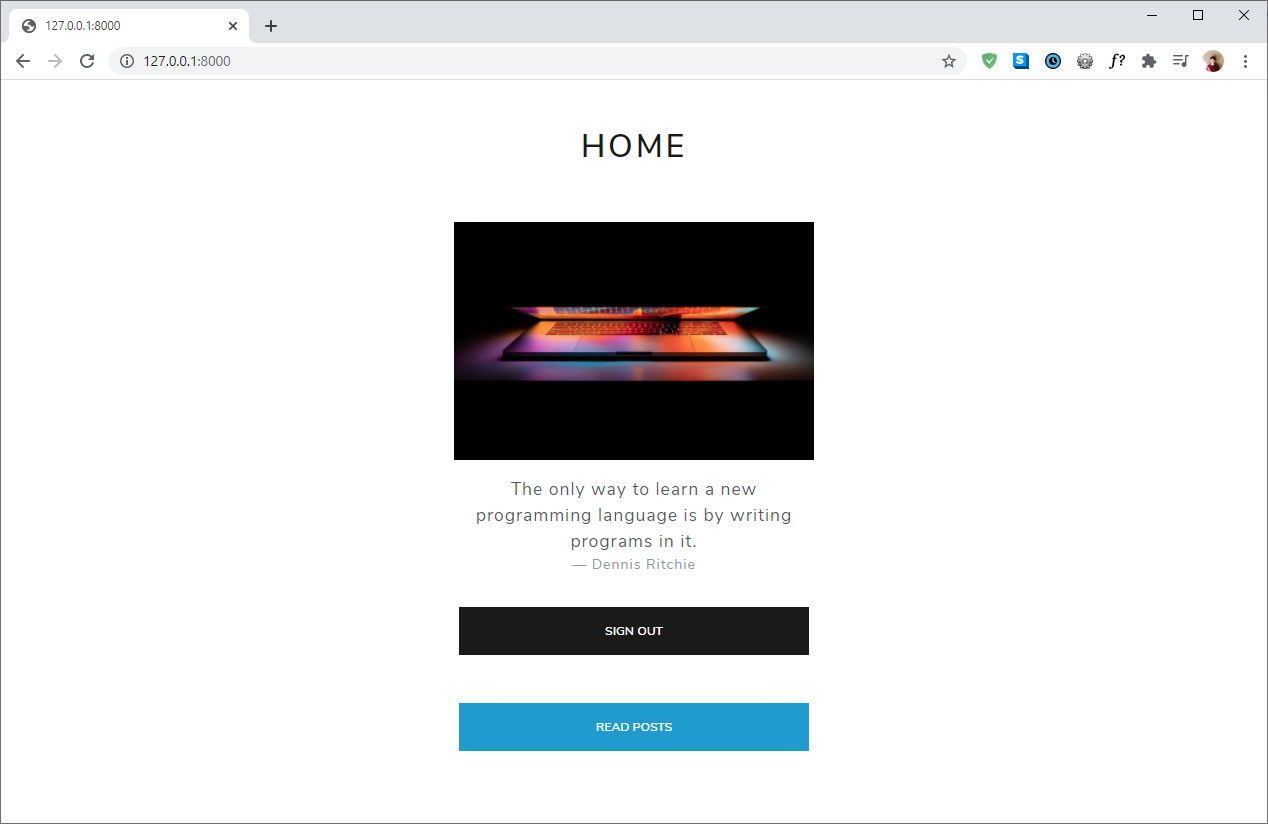 127.0.0.1:8000
127.0.0.1:8000
S
f?
HOME
The only way to learn a new
programming language is by writing
programs in it.
— Dennis Ritchie
SIGN OUT
READ POSTS